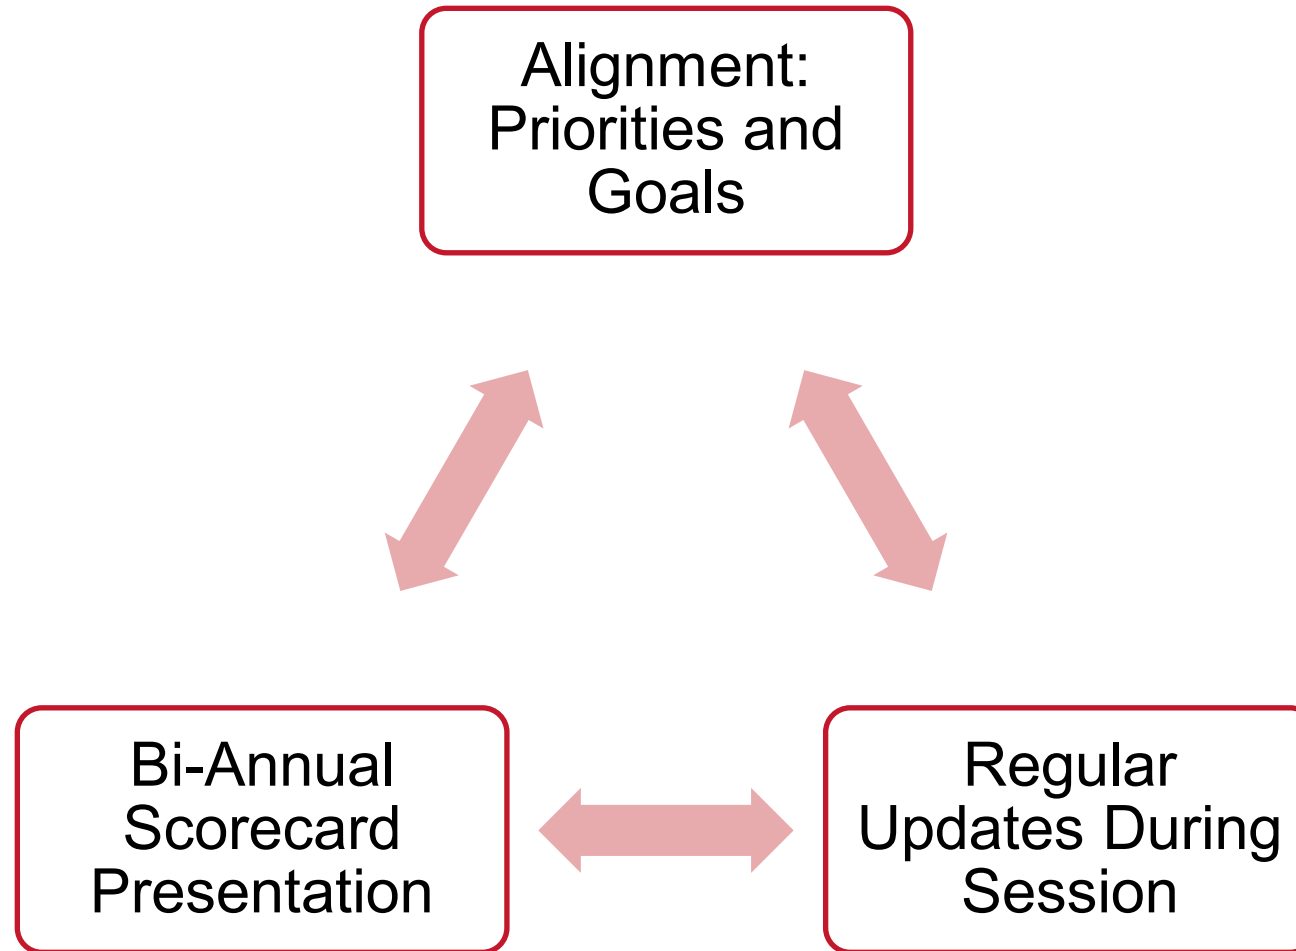 Alignment:
Priorities and
Goals
Bi-Annual
Scorecard
Presentation
Regular
Updates During
Session